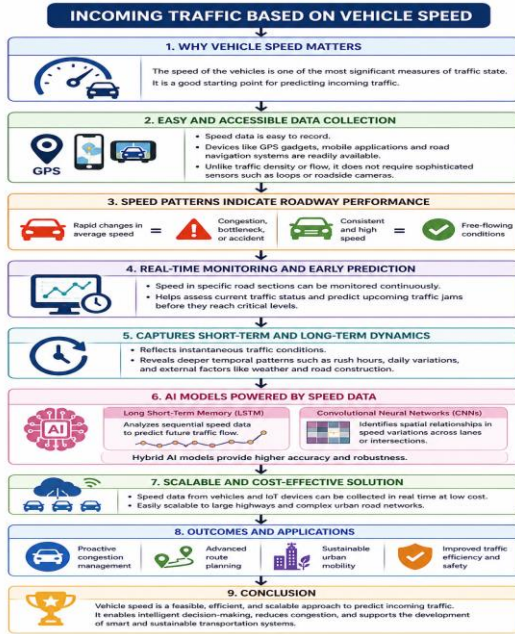 INCOMING TRAFFIC BASED ON VEHICLE SPEED
1. WHY VEHICLE SPEED MATTERS
The speed of the vehicles is one of the most significant measures of traffic state.
It is a good starting point for predicting incoming traffic.
2. EASY AND ACCESSIBLE DATA COLLECTION
GPS
• Speed data is easy to record.
• Devices like GPS gadgets, mobile applications and road
navigation systems are readily available.
• Unlike traffic density or flow, it does not require sophisticated
sensors such as loops or roadside cameras.
3. SPEED PATTERNS INDICATE ROADWAY PERFORMANCE
Rapid changes in
average speed
=
Congestion,
bottleneck,
or accident
Consistent
and high
speed
=
Free-flowing
conditions
4. REAL-TIME MONITORING AND EARLY PREDICTION
• Speed in specific road sections can be monitored continuously.
• Helps assess current traffic status and predict upcoming traffic jams
before they reach critical levels.
5. CAPTURES SHORT-TERM AND LONG-TERM DYNAMICS
• Reflects instantaneous traffic conditions.
• Reveals deeper temporal patterns such as rush hours, daily variations,
and external factors like weather and road construction.
6. AI MODELS POWERED BY SPEED DATA
AI
Long Short-Term Memory (LSTM)
Analyzes sequential speed data
to predict future traffic flow.
Convolutional Neural Networks (CNNs)
Identifies spatial relationships in
speed variations across lanes
or intersections.
Hybrid AI models provide higher accuracy and robustness.
7. SCALABLE AND COST-EFFECTIVE SOLUTION
• Speed data from vehicles and IoT devices can be collected in real time at low cost.
• Easily scalable to large highways and complex urban road networks.
8. OUTCOMES AND APPLICATIONS
Proactive
congestion
management
Advanced
route
planning
Sustainable
urban
mobility
Improved traffic
efficiency and
safety
9. CONCLUSION
Vehicle speed is a feasible, efficient, and scalable approach to predict incoming traffic.
It enables intelligent decision-making, reduces congestion, and supports the development
of smart and sustainable transportation systems.